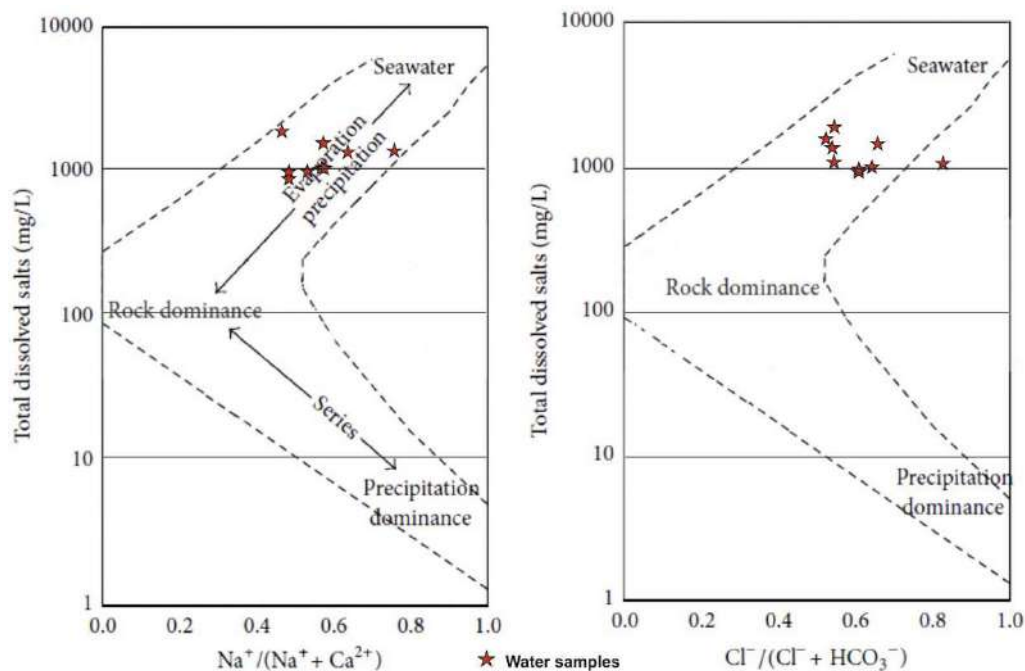 10000
1000
100
10
1
Total dissolved salts (mg/L)
Seawater
Evaporation
precipitation
Rock dominance
Series
Precipitation
dominance
0.0 0.2 0.4 0.6 0.8 1.0
Na⁺/(Na⁺ + Ca²⁺)
10000
1000
100
10
1
Total dissolved salts (mg/L)
Seawater
Rock dominance
Precipitation
dominance
0.0 0.2 0.4 0.6 0.8 1.0
Cl⁻/(Cl⁻ + HCO₃⁻)
Water samples